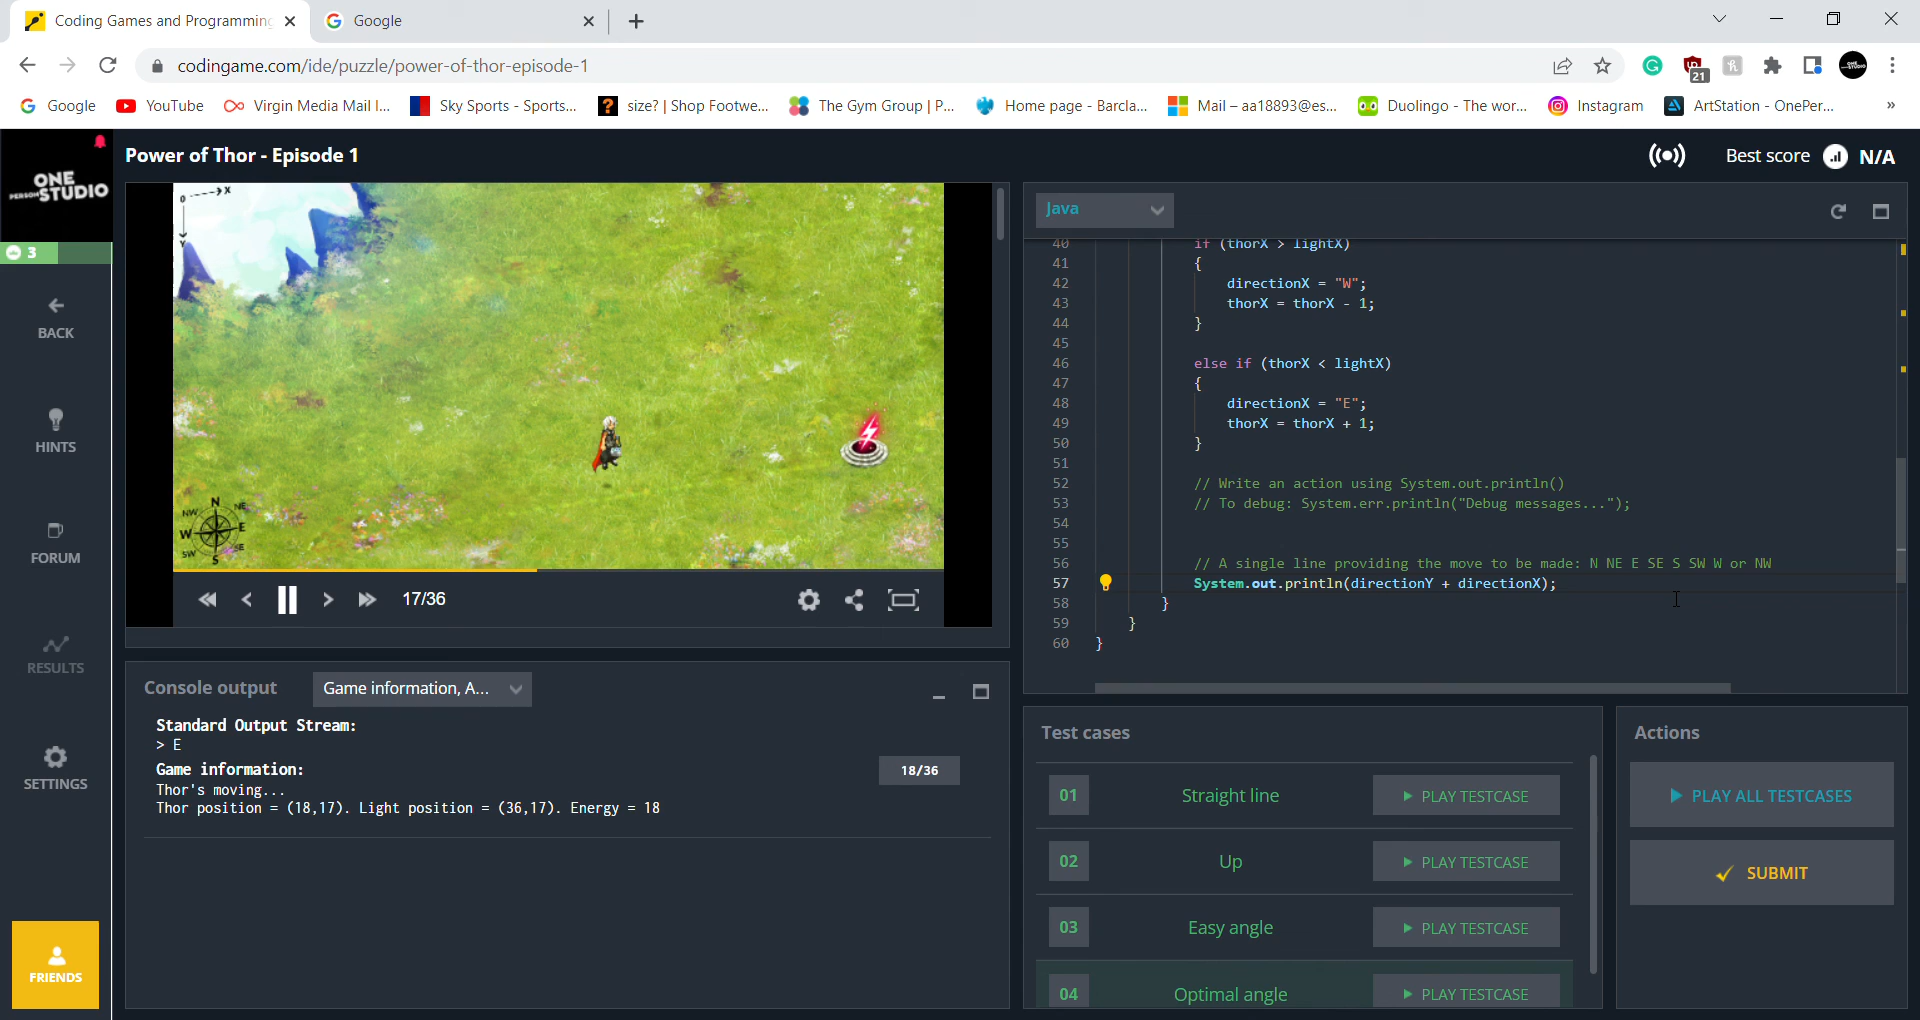 Coding Games and Programming
Google
codingame.com/ide/puzzle/power-of-thor-episode-1
21
Google
YouTube
Virgin Media Mail I...
Sky Sports - Sports...
size? | Shop Footwe...
The Gym Group | P...
Home page - Barcla...
Mail – aa18893@es...
Duolingo - The wor...
Instagram
ArtStation - OnePer...
»
ONE
PERSON STUDIO
Power of Thor - Episode 1
Best score N/A
3
BACK
HINTS
FORUM
RESULTS
SETTINGS
FRIENDS
0 X
Y
N
NW NE
W E
SW SE
S
17/36
Java
40 if (thorX > lightX)
41 {
42 directionX = "W";
43 thorX = thorX - 1;
44 }
45
46 else if (thorX < lightX)
47 {
48 directionX = "E";
49 thorX = thorX + 1;
50 }
51
52 // Write an action using System.out.println()
53 // To debug: System.err.println("Debug messages...");
54
55
56 // A single line providing the move to be made: N NE E SE S SW W or NW
57 System.out.println(directionY + directionX);
58 }
59 }
60 }
Console output
Game information, A...
Standard Output Stream:
> E
Game information:
18/36
Thor's moving...
Thor position = (18,17). Light position = (36,17). Energy = 18
Test cases
01 Straight line PLAY TESTCASE
02 Up PLAY TESTCASE
03 Easy angle PLAY TESTCASE
04 Optimal angle PLAY TESTCASE
Actions
PLAY ALL TESTCASES
SUBMIT